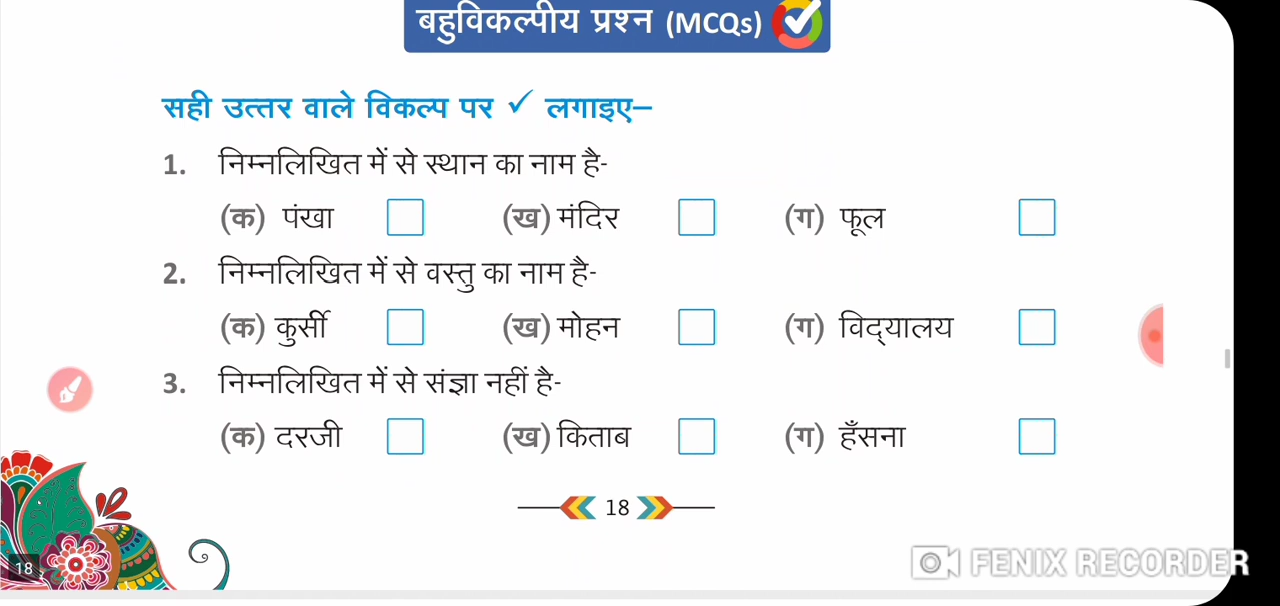 बहुविकल्पीय प्रश्न (MCQs)
सही उत्तर वाले विकल्प पर ✓ लगाइए–
1. निम्नलिखित में से स्थान का नाम है-
(क) पंखा (ख) मंदिर (ग) फूल
2. निम्नलिखित में से वस्तु का नाम है-
(क) कुर्सी (ख) मोहन (ग) विद्‌यालय
3. निम्नलिखित में से संज्ञा नहीं है-
(क) दरजी (ख) किताब (ग) हँसना
18
18
FENIX RECORDER